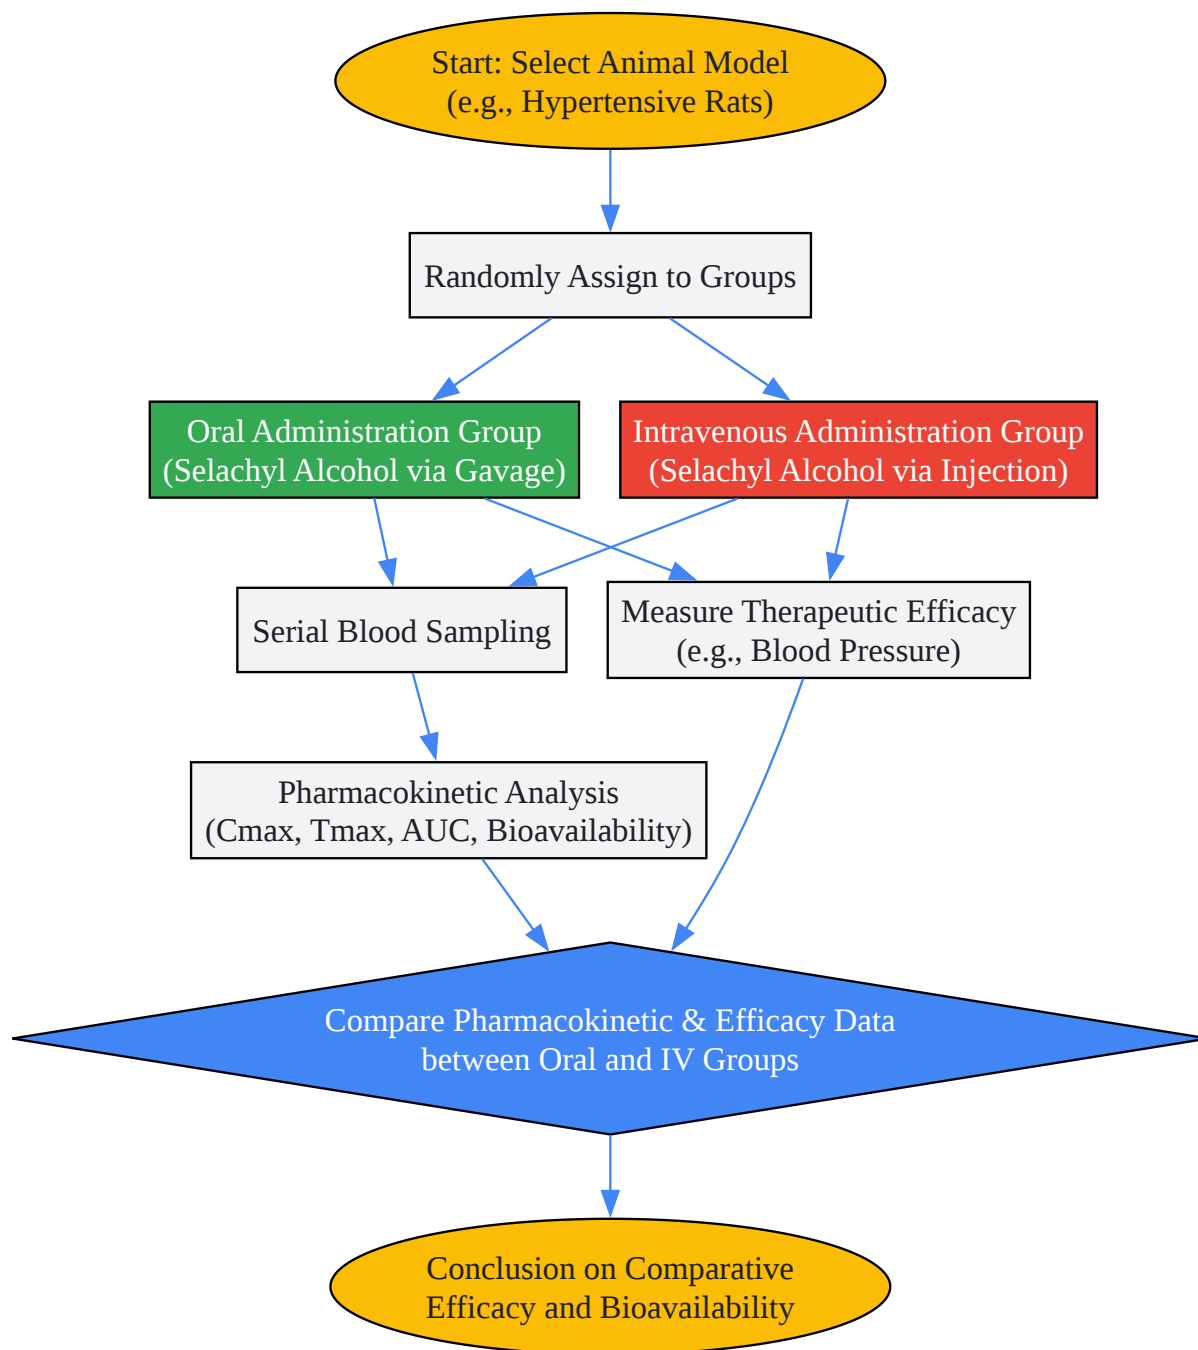 Start: Select Animal Model
(e.g., Hypertensive Rats)
Randomly Assign to Groups
Oral Administration Group
(Selachyl Alcohol via Gavage)
Intravenous Administration Group
(Selachyl Alcohol via Injection)
Serial Blood Sampling
Measure Therapeutic Efficacy
(e.g., Blood Pressure)
Pharmacokinetic Analysis
(Cmax, Tmax, AUC, Bioavailability)
Compare Pharmacokinetic & Efficacy Data
between Oral and IV Groups
Conclusion on Comparative
Efficacy and Bioavailability